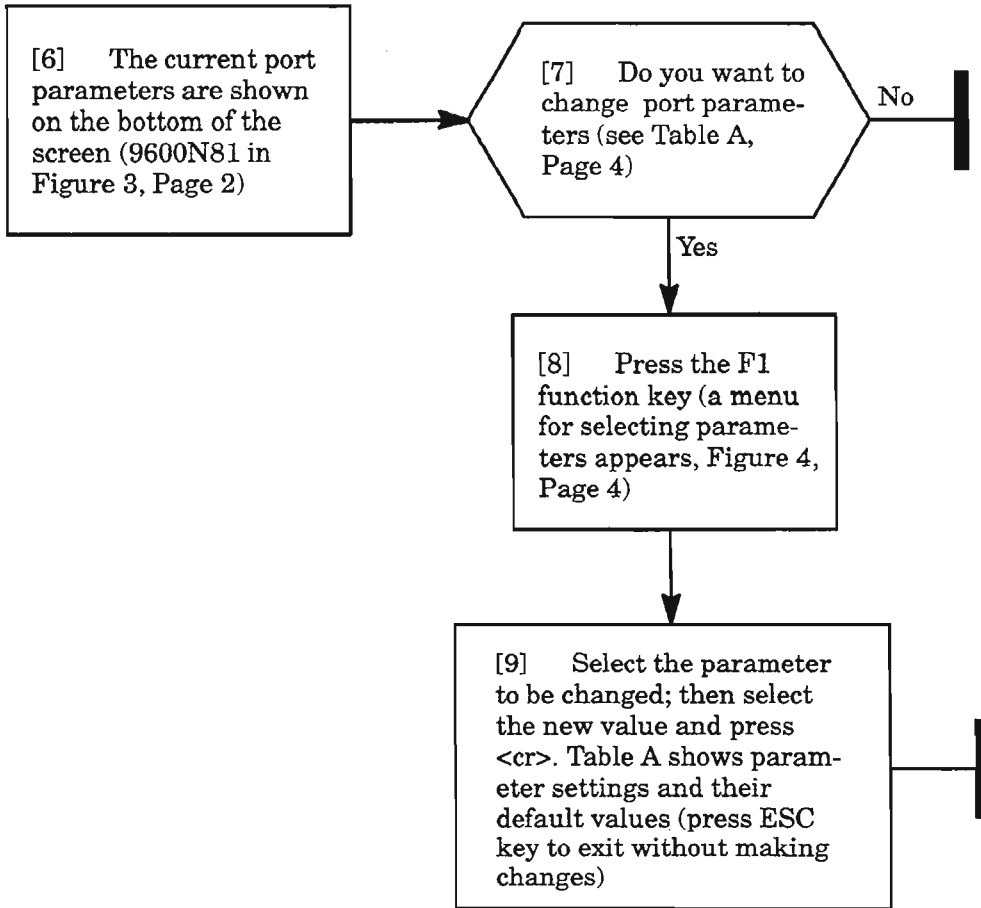 [6] The current port
parameters are shown
on the bottom of the
screen (9600N81 in
Figure 3, Page 2)
[7] Do you want to
change port parame-
ters (see Table A,
Page 4)
No
Yes
[8] Press the F1
function key (a menu
for selecting parame-
ters appears, Figure 4,
Page 4)
[9] Select the parameter
to be changed; then select
the new value and press
<cr>. Table A shows param-
eter settings and their
default values (press ESC
key to exit without making
changes)